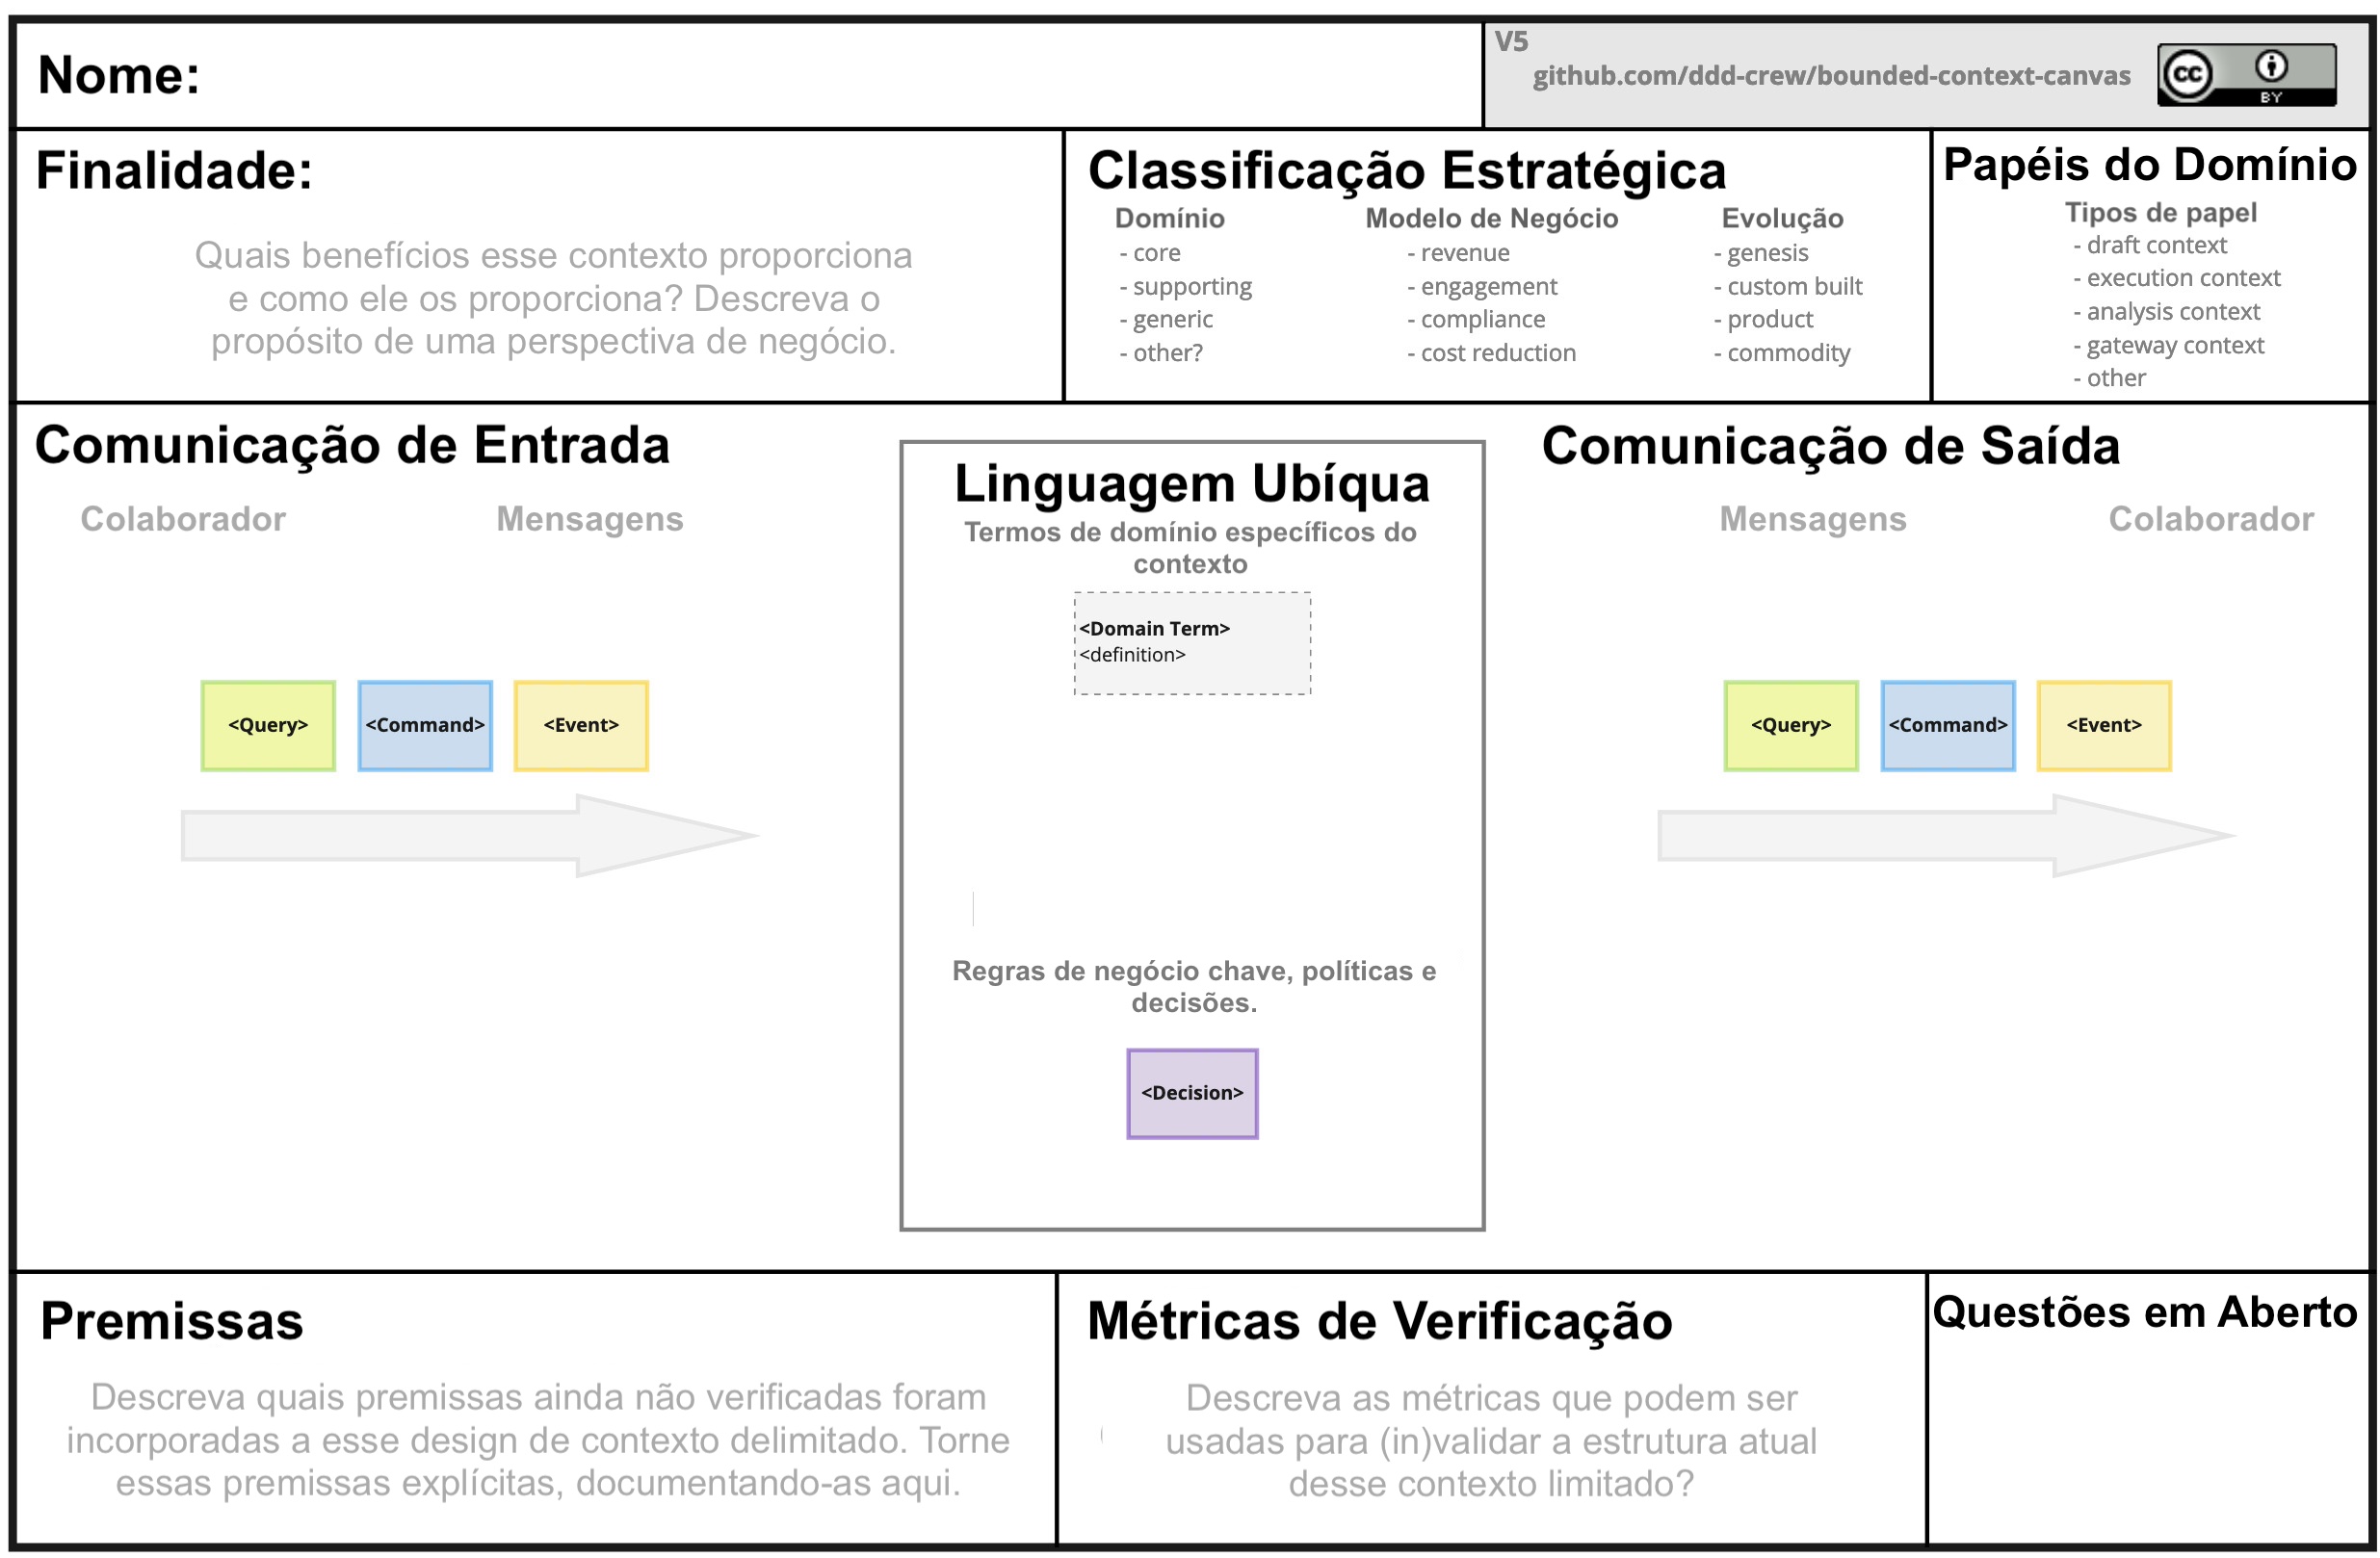 Nome:
V5
github.com/ddd-crew/bounded-context-canvas
cc
BY
Finalidade:
Quais benefícios esse contexto proporciona
e como ele os proporciona? Descreva o
propósito de uma perspectiva de negócio.
Classificação Estratégica
Domínio
- core
- supporting
- generic
- other?
Modelo de Negócio
- revenue
- engagement
- compliance
- cost reduction
Evolução
- genesis
- custom built
- product
- commodity
Papéis do Domínio
Tipos de papel
- draft context
- execution context
- analysis context
- gateway context
- other
Comunicação de Entrada
Colaborador
Mensagens
<Query>
<Command>
<Event>
Linguagem Ubíqua
Termos de domínio específicos do
contexto
<Domain Term>
<definition>
Regras de negócio chave, políticas e
decisões.
<Decision>
Comunicação de Saída
Mensagens
Colaborador
<Query>
<Command>
<Event>
Premissas
Descreva quais premissas ainda não verificadas foram
incorporadas a esse design de contexto delimitado. Torne
essas premissas explícitas, documentando-as aqui.
Métricas de Verificação
Descreva as métricas que podem ser
usadas para (in)validar a estrutura atual
desse contexto limitado?
Questões em Aberto